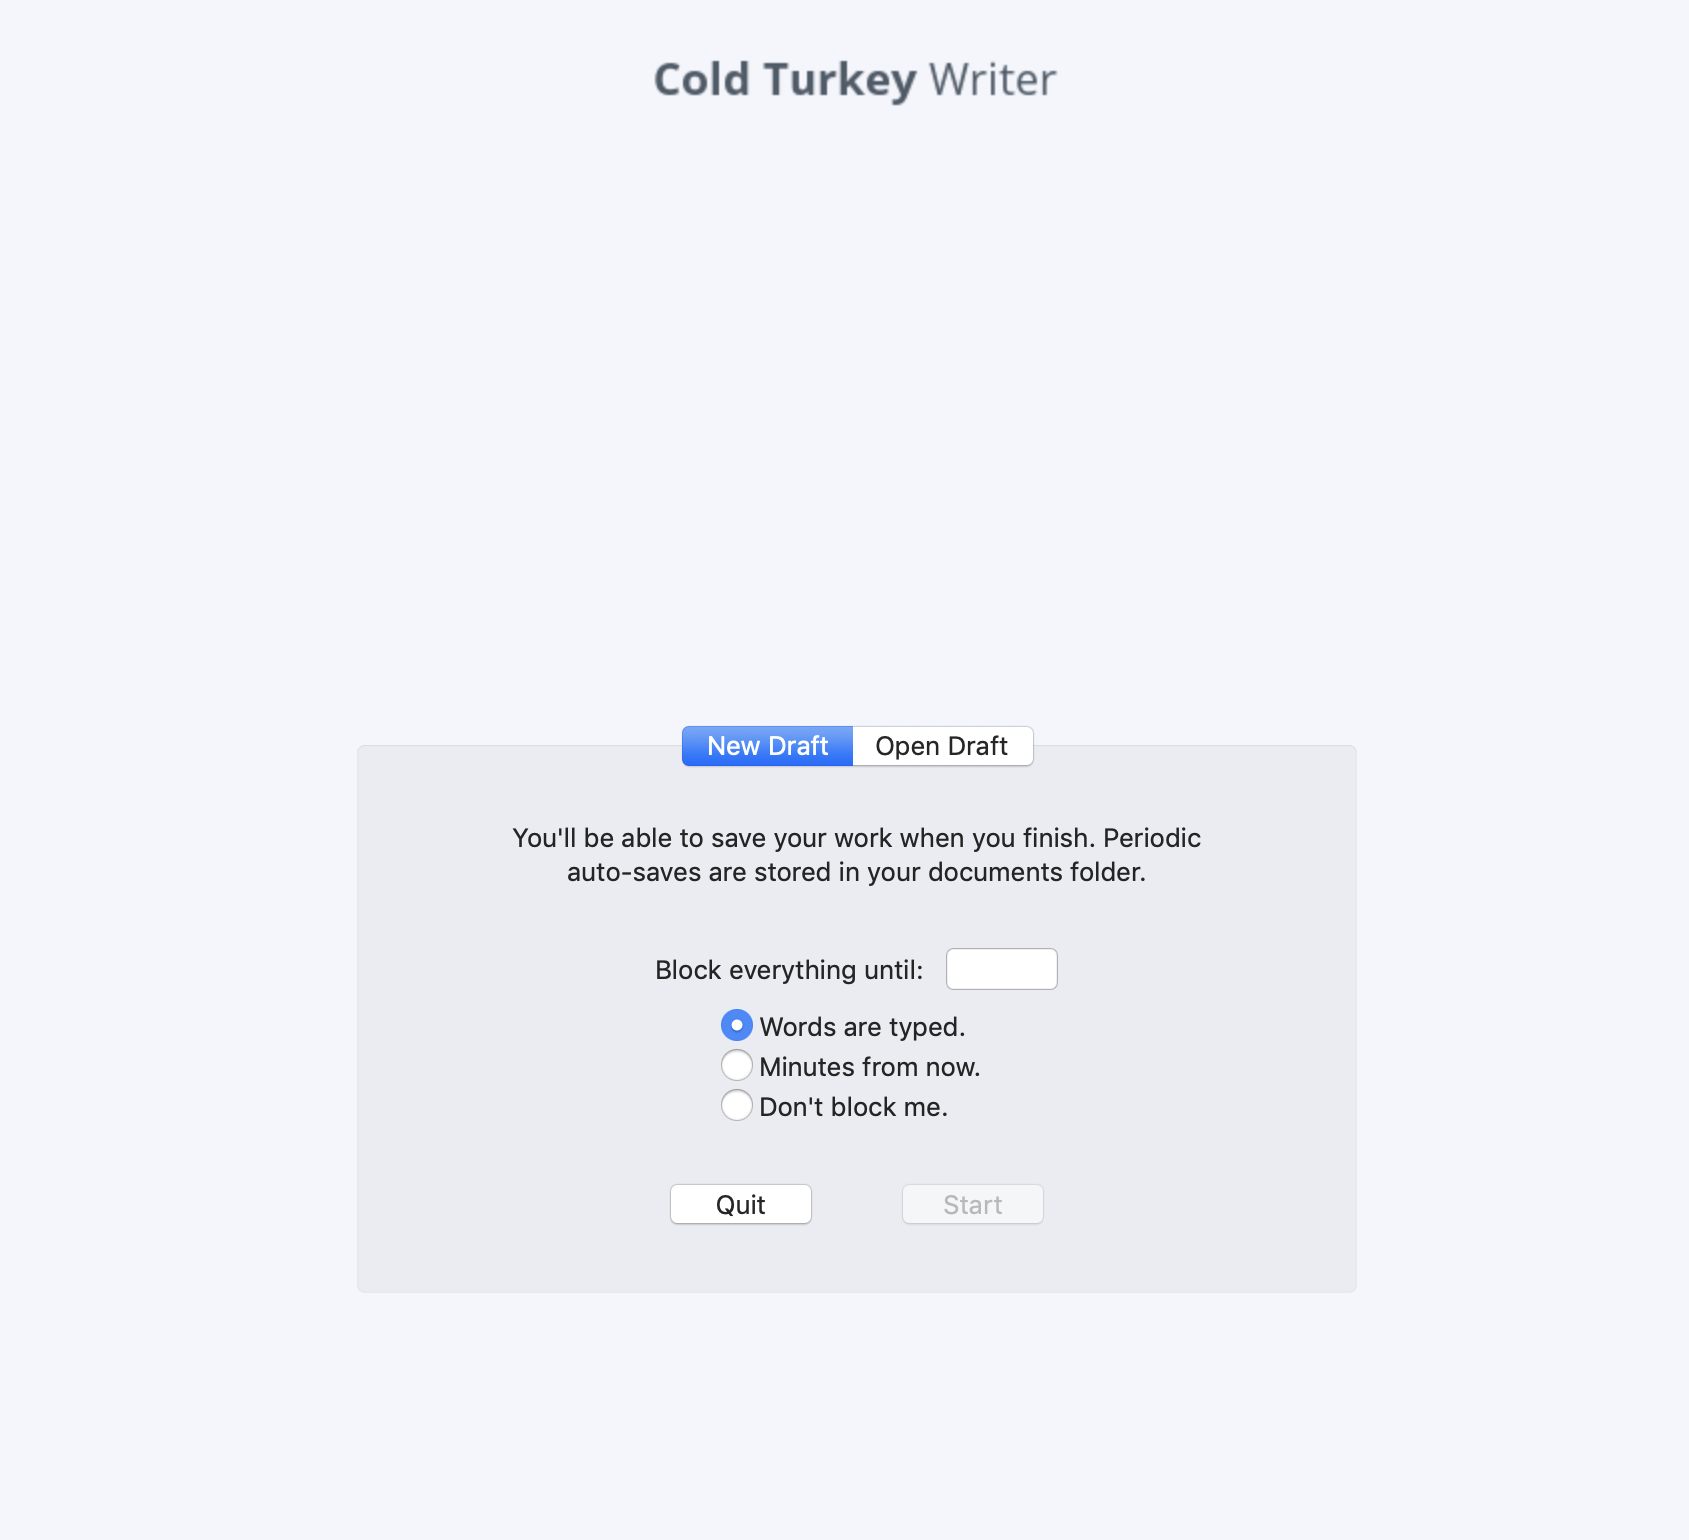 Cold Turkey Writer
New Draft Open Draft
You'll be able to save your work when you finish. Periodic
auto-saves are stored in your documents folder.
Block everything until:
Words are typed.
Minutes from now.
Don't block me.
Quit Start